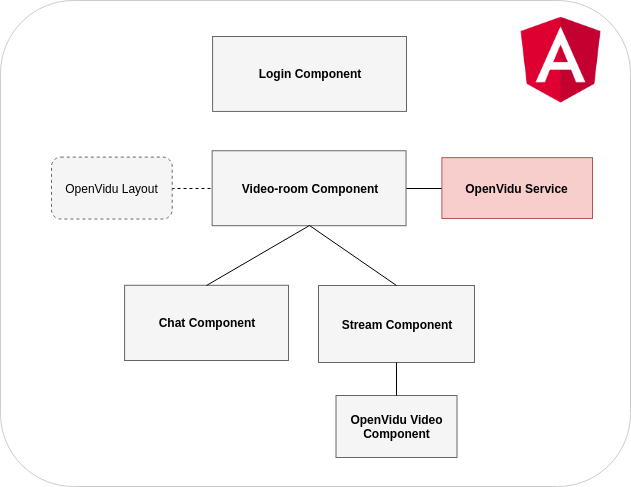 Login Component
OpenVidu Layout
Video-room Component
OpenVidu Service
Chat Component
Stream Component
OpenVidu Video
Component